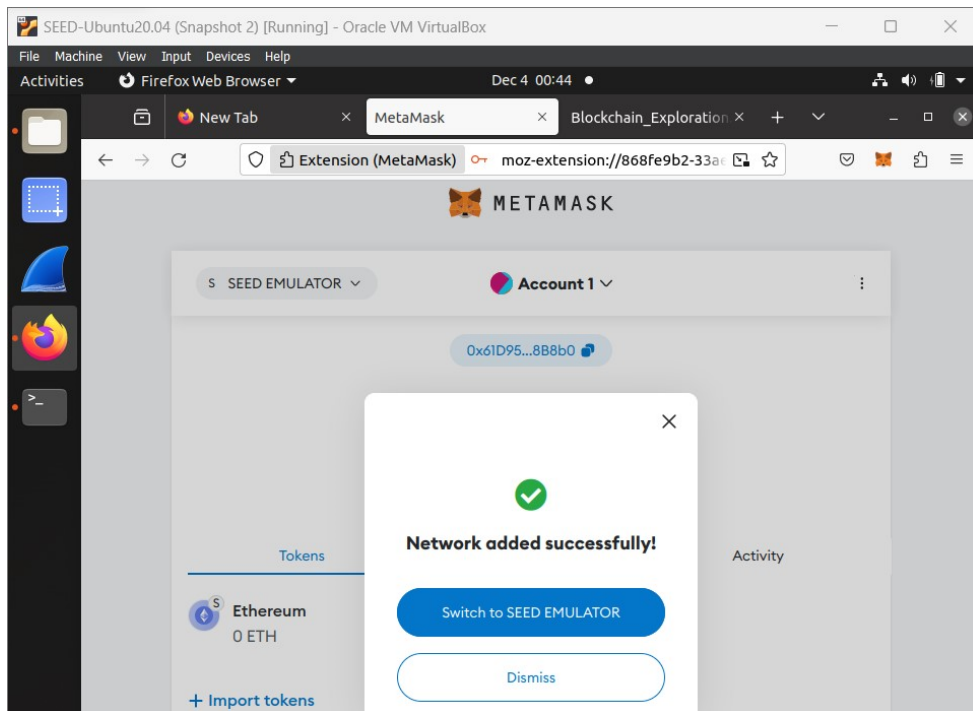 SEED-Ubuntu20.04 (Snapshot 2) [Running] - Oracle VM VirtualBox
File Machine View Input Devices Help
Activities Firefox Web Browser Dec 4 00:44
New Tab MetaMask Blockchain_Exploration
Extension (MetaMask) moz-extension://868fe9b2-33ae
METAMASK
S SEED EMULATOR Account 1
0x61D95...8B8b0
Network added successfully!
Tokens Activity
S
Ethereum
Switch to SEED EMULATOR
0 ETH
Dismiss
+ Import tokens